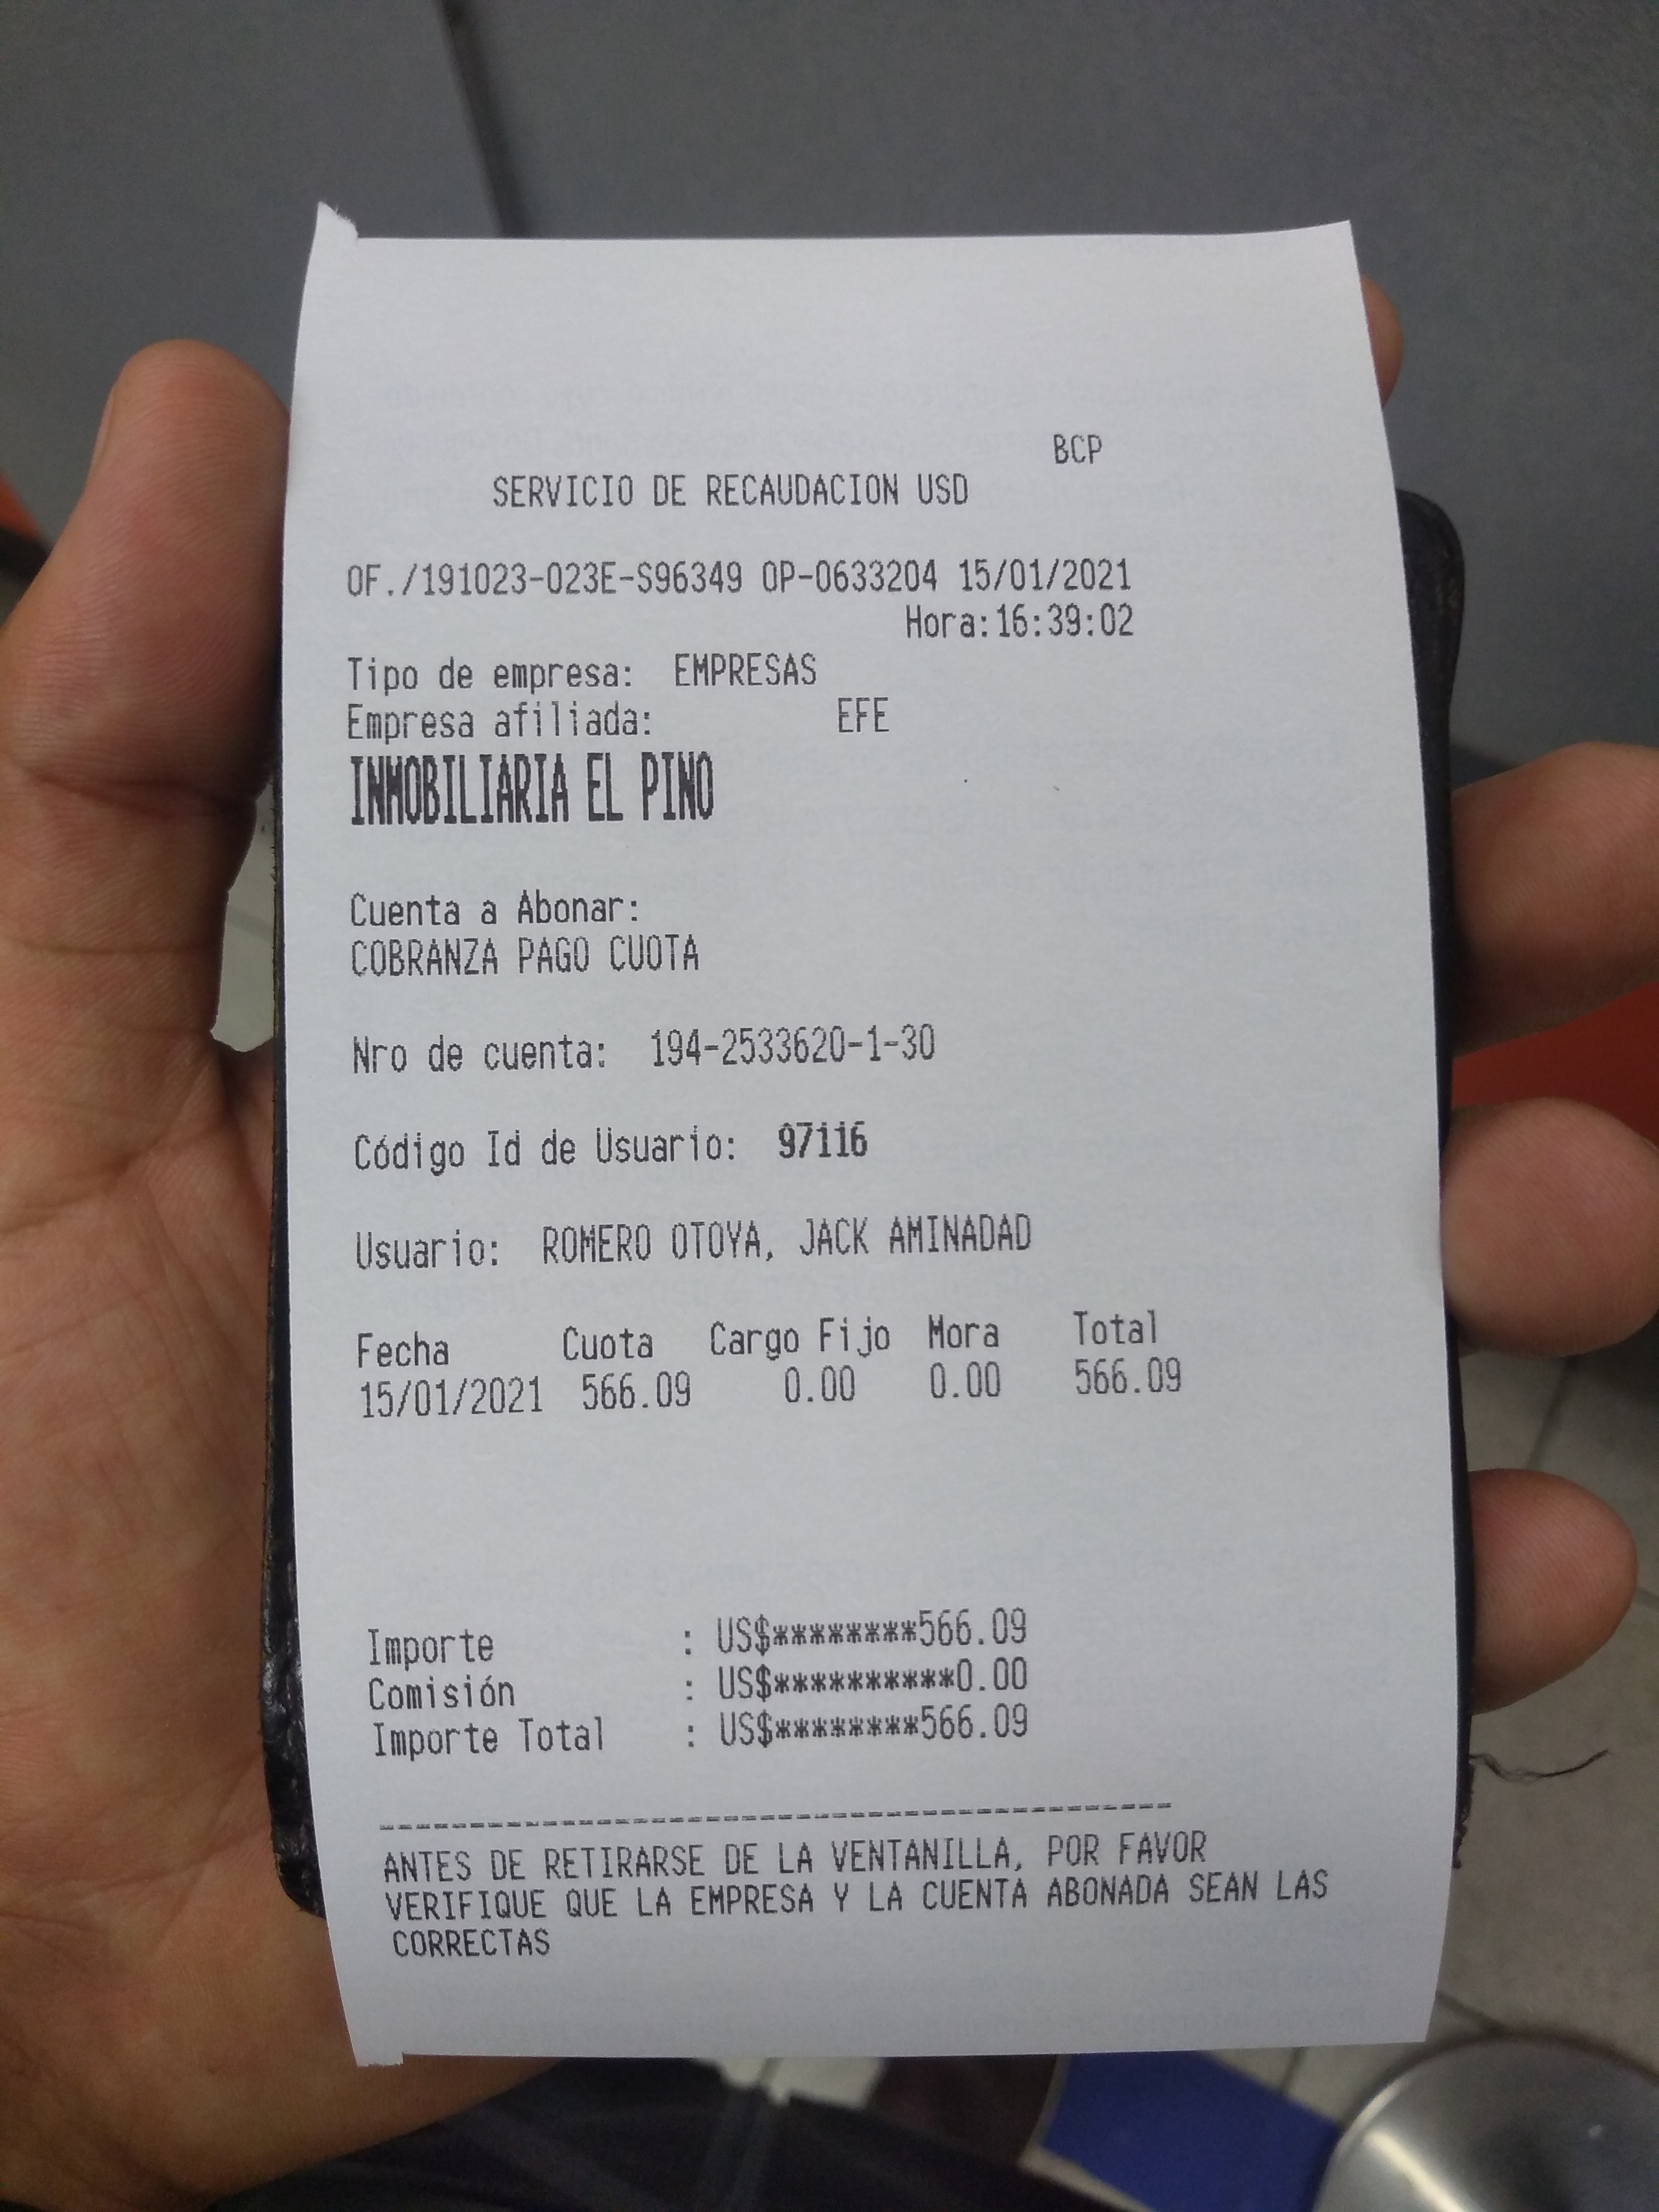 BCP
SERVICIO DE RECAUDACION USD
OF./191023-023E-S96349 OP-0633204 15/01/2021
Hora:16:39:02
Tipo de empresa: EMPRESAS
Empresa afiliada: EFE
INMOBILIARIA EL PINO
Cuenta a Abonar:
COBRANZA PAGO CUOTA
Nro de cuenta: 194-2533620-1-30
Código Id de Usuario: 97116
Usuario: ROMERO OTOYA, JACK AMINADAD
Fecha Cuota Cargo Fijo Mora Total
15/01/2021 566.09 0.00 0.00 566.09
Importe : US$********566.09
Comisión : US$**********0.00
Importe Total : US$********566.09
---------------------------------------------
ANTES DE RETIRARSE DE LA VENTANILLA, POR FAVOR
VERIFIQUE QUE LA EMPRESA Y LA CUENTA ABONADA SEAN LAS
CORRECTAS